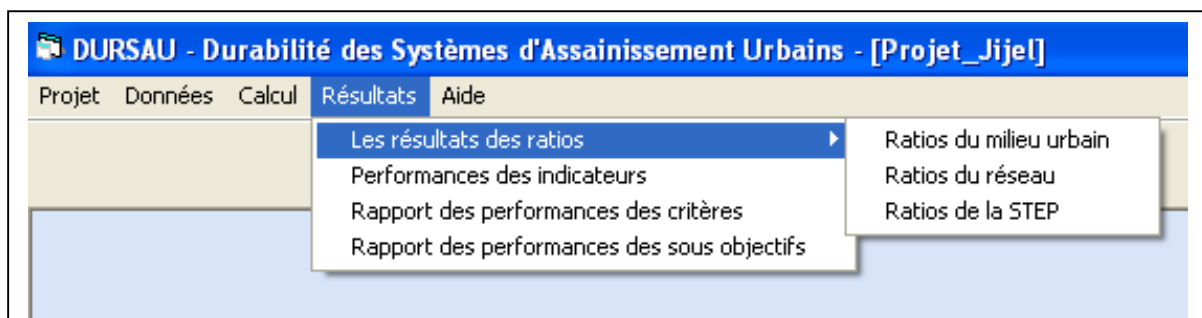 DURSAU - Durabilité des Systèmes d'Assainissement Urbains - [Projet_Jijel]
Projet Données Calcul Résultats Aide
Les résultats des ratios
Performances des indicateurs
Rapport des performances des critères
Rapport des performances des sous objectifs
Ratios du milieu urbain
Ratios du réseau
Ratios de la STEP